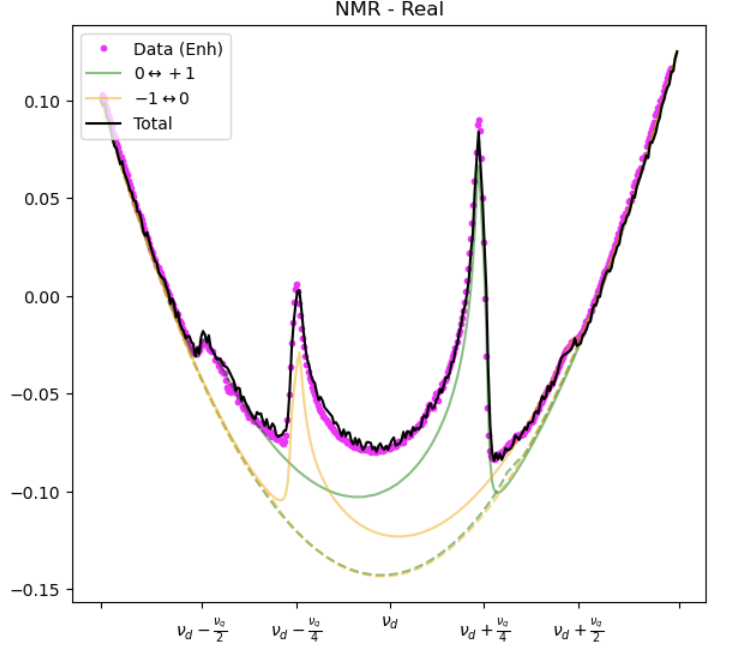 NMR - Real
Data (Enh)
0 ↔ + 1
−1 ↔ 0
Total
0.10
0.05
0.00
−0.05
−0.10
−0.15
ν_d − ν_q/2
ν_d − ν_q/4
ν_d
ν_d + ν_q/4
ν_d + ν_q/2